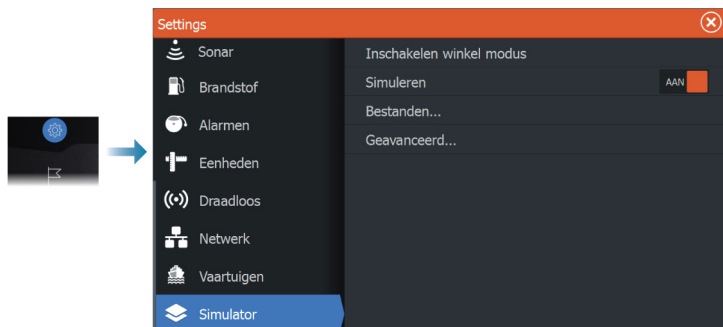 Settings
Sonar
Brandstof
Alarmen
Eenheden
Draadloos
Netwerk
Vaartuigen
Simulator
Inschakelen winkel modus
Simuleren AAN
Bestanden...
Geavanceerd...